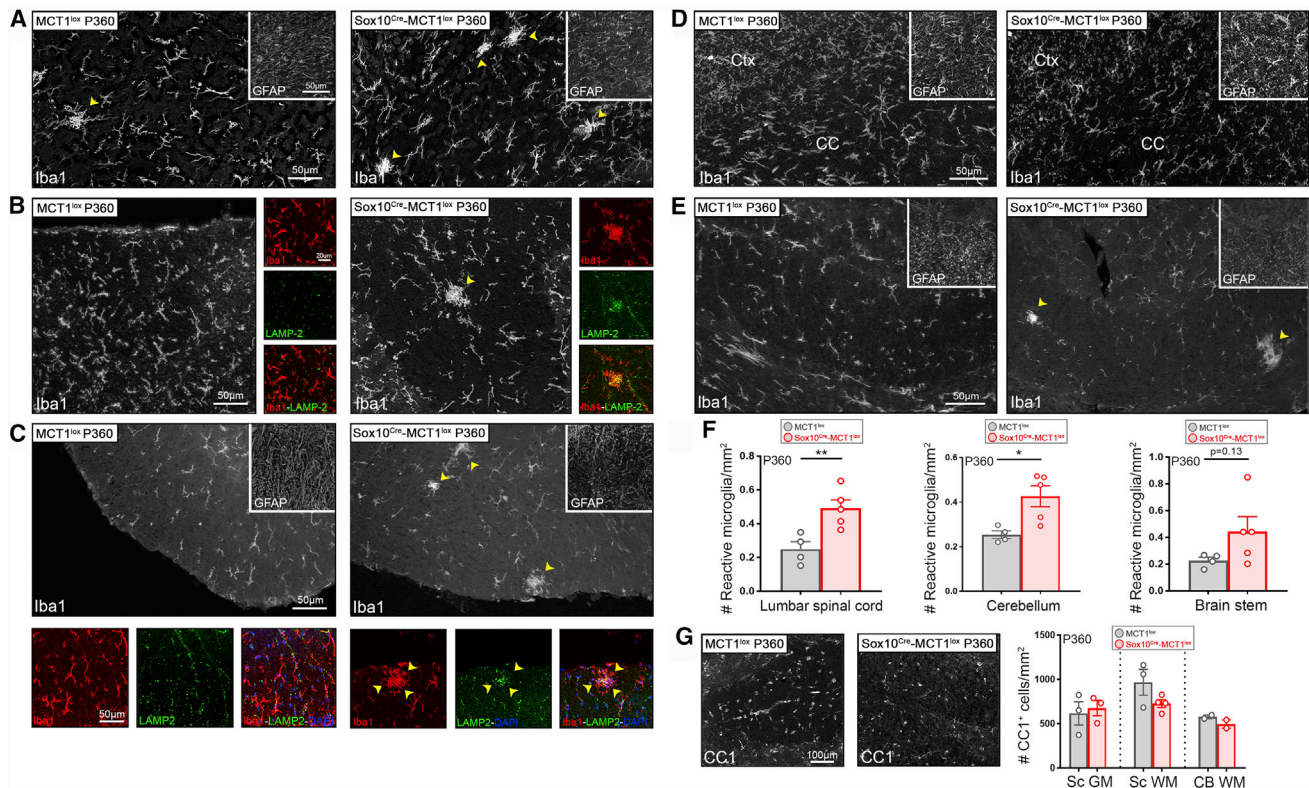 A
MCT1lox P360
GFAP
50μm
Iba1
50μm
Sox10Cre-MCT1lox P360
GFAP
Iba1
B
MCT1lox P360
Iba1
50μm
Iba1
20μm
LAMP-2
Iba1-LAMP-2
Sox10Cre-MCT1lox P360
Iba1
Iba1
LAMP-2
Iba1-LAMP-2
C
MCT1lox P360
GFAP
Iba1
50μm
Sox10Cre-MCT1lox P360
GFAP
Iba1
Iba1
50μm
LAMP2
Iba1-LAMP2-DAPI
Iba1
LAMP2-DAPI
Iba1-LAMP2-DAPI
D
MCT1lox P360
Ctx
CC
GFAP
Iba1
50μm
Sox10Cre-MCT1lox P360
Ctx
CC
GFAP
Iba1
E
MCT1lox P360
GFAP
Iba1
50μm
Sox10Cre-MCT1lox P360
GFAP
Iba1
F
MCT1lox
Sox10Cre-MCT1lox
# Reactive microglia/mm2
P360
**
0.8
0.6
0.4
0.2
0.0
Lumbar spinal cord
MCT1lox
Sox10Cre-MCT1lox
# Reactive microglia/mm2
P360
*
0.6
0.4
0.2
0.0
Cerebellum
MCT1lox
Sox10Cre-MCT1lox
# Reactive microglia/mm2
P360
p=0.13
1.0
0.8
0.6
0.4
0.2
0.0
Brain stem
G
MCT1lox P360
CC1
100μm
Sox10Cre-MCT1lox P360
CC1
# CC1+ cells/mm2
P360
MCT1lox
Sox10Cre-MCT1lox
1500
1000
500
0
Sc GM
Sc WM
CB WM